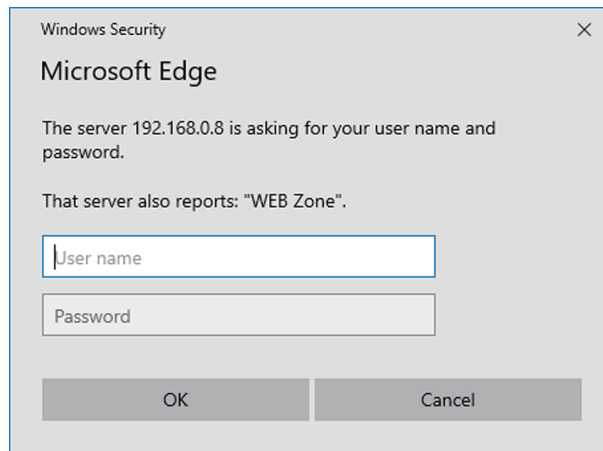 Windows Security
Microsoft Edge
The server 192.168.0.8 is asking for your user name and
password.
That server also reports: "WEB Zone".
User name
Password
OK
Cancel